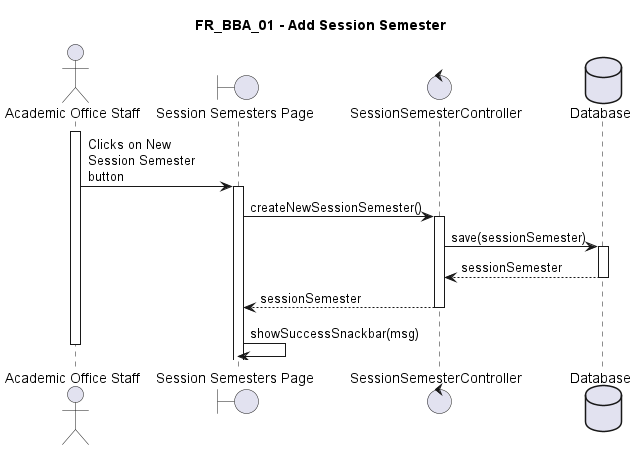 FR_BBA_01 - Add Session Semester
Academic Office Staff
Session Semesters Page
SessionSemesterController
Database
Clicks on New
Session Semester
button
createNewSessionSemester()
save(sessionSemester)
sessionSemester
sessionSemester
showSuccessSnackbar(msg)
Academic Office Staff
Session Semesters Page
SessionSemesterController
Database